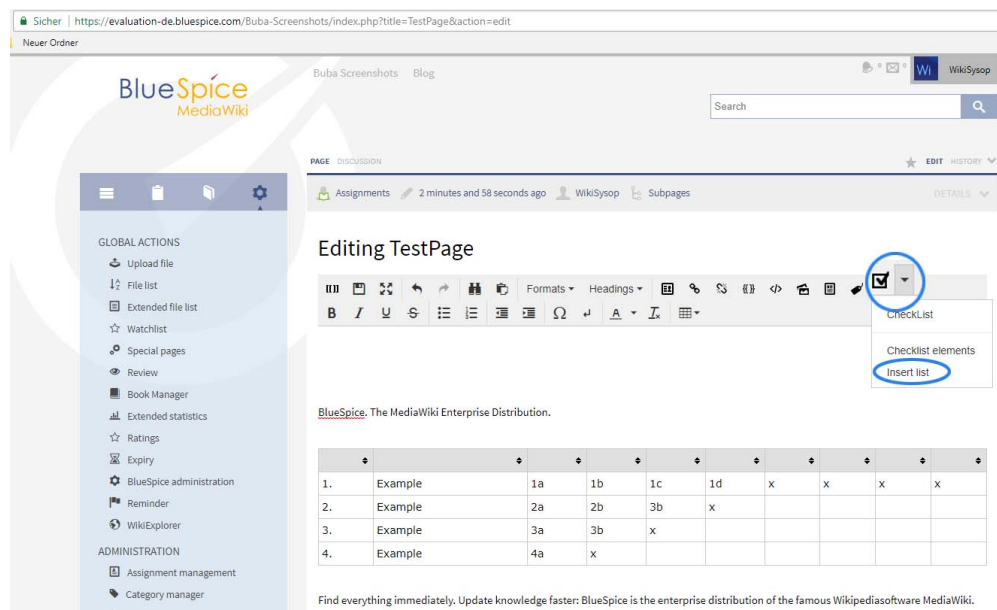 Sicher | https://evaluation-de.bluespice.com/Buba-Screenshots/index.php?title=TestPage&action=edit
Neuer Ordner
BlueSpice
MediaWiki
Buba Screenshots Blog
0 0 Wi WikiSysop
Search
PAGE DISCUSSION EDIT HISTORY
Assignments 2 minutes and 58 seconds ago WikiSysop Subpages DETAILS
GLOBAL ACTIONS
Upload file
File list
Extended file list
Watchlist
Special pages
Review
Book Manager
Extended statistics
Ratings
Expiry
BlueSpice administration
Reminder
WikiExplorer
ADMINISTRATION
Assignment management
Category manager
Editing TestPage
Formats Headings
B I U S Ω A Tx
CheckList
Checklist elements
Insert list
BlueSpice. The MediaWiki Enterprise Distribution.
1. Example 1a 1b 1c 1d x x x x
2. Example 2a 2b 3b x
3. Example 3a 3b x
4. Example 4a x
Find everything immediately. Update knowledge faster: BlueSpice is the enterprise distribution of the famous Wikipediasoftware MediaWiki.